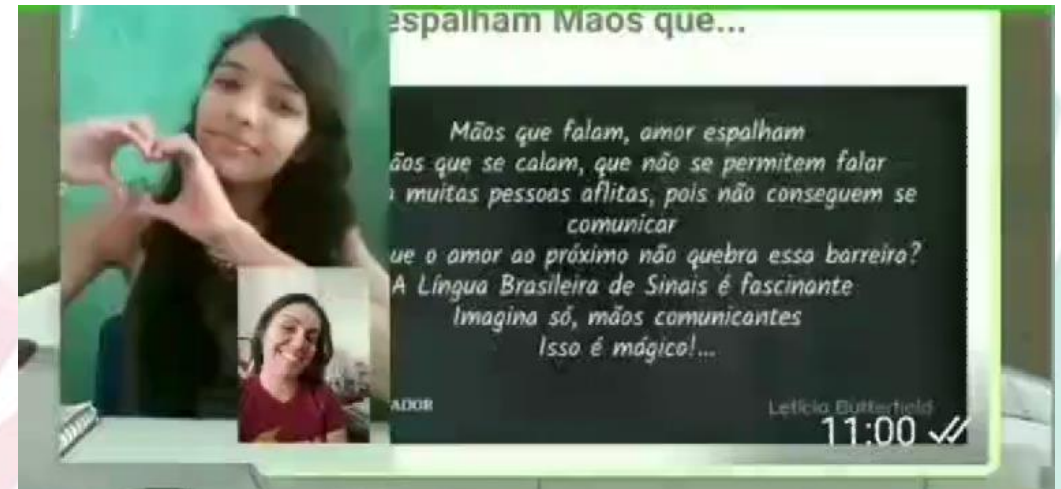 espalham Mãos que...
Mãos que falam, amor espalham
ãos que se calam, que não se permitem falar
muitas pessoas aflitas, pois não conseguem se
comunicar
ue o amor ao próximo não quebra essa barreira?
A Língua Brasileira de Sinais é fascinante
Imagina só, mãos comunicantes
Isso é mágico!...
ADOR
Letícia Butterfield
11:00